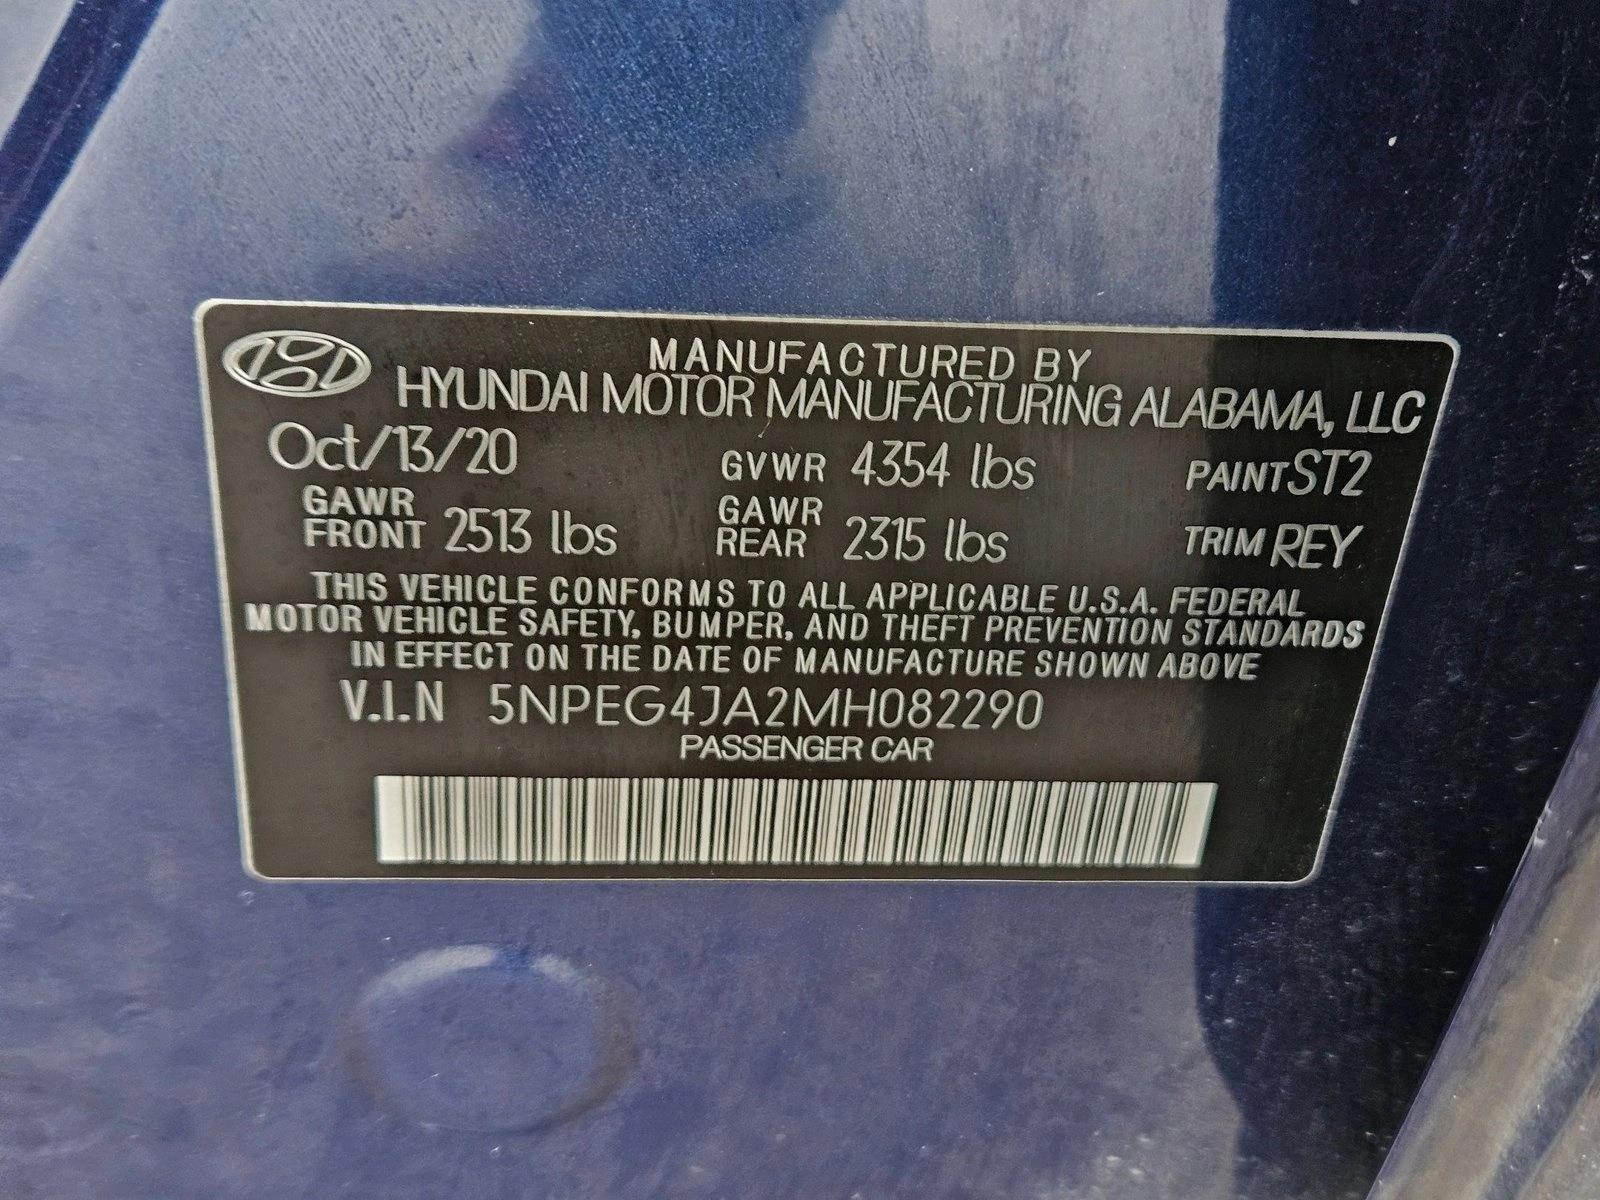 MANUFACTURED BY
HYUNDAI MOTOR MANUFACTURING ALABAMA, LLC
Oct/13/20 GVWR 4354 lbs PAINT ST2
GAWR FRONT 2513 lbs GAWR REAR 2315 lbs TRIM REY
THIS VEHICLE CONFORMS TO ALL APPLICABLE U.S.A. FEDERAL
MOTOR VEHICLE SAFETY, BUMPER, AND THEFT PREVENTION STANDARDS
IN EFFECT ON THE DATE OF MANUFACTURE SHOWN ABOVE
V.I.N 5NPEG4JA2MH082290
PASSENGER CAR